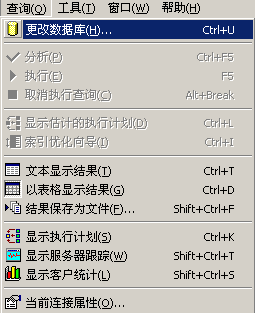 查询(Q) 工具(T) 窗口(W) 帮助(H)
更改数据库(H)... Ctrl+U
分析(P) Ctrl+F5
执行(E) F5
取消执行查询(C) Alt+Break
显示估计的执行计划(D) Ctrl+L
索引优化向导(I) Ctrl+I
文本显示结果(T) Ctrl+T
以表格显示结果(G) Ctrl+D
结果保存为文件(F)... Shift+Ctrl+F
显示执行计划(S) Ctrl+K
显示服务器跟踪(W) Shift+Ctrl+T
显示客户统计(L) Shift+Ctrl+S
当前连接属性(O)...